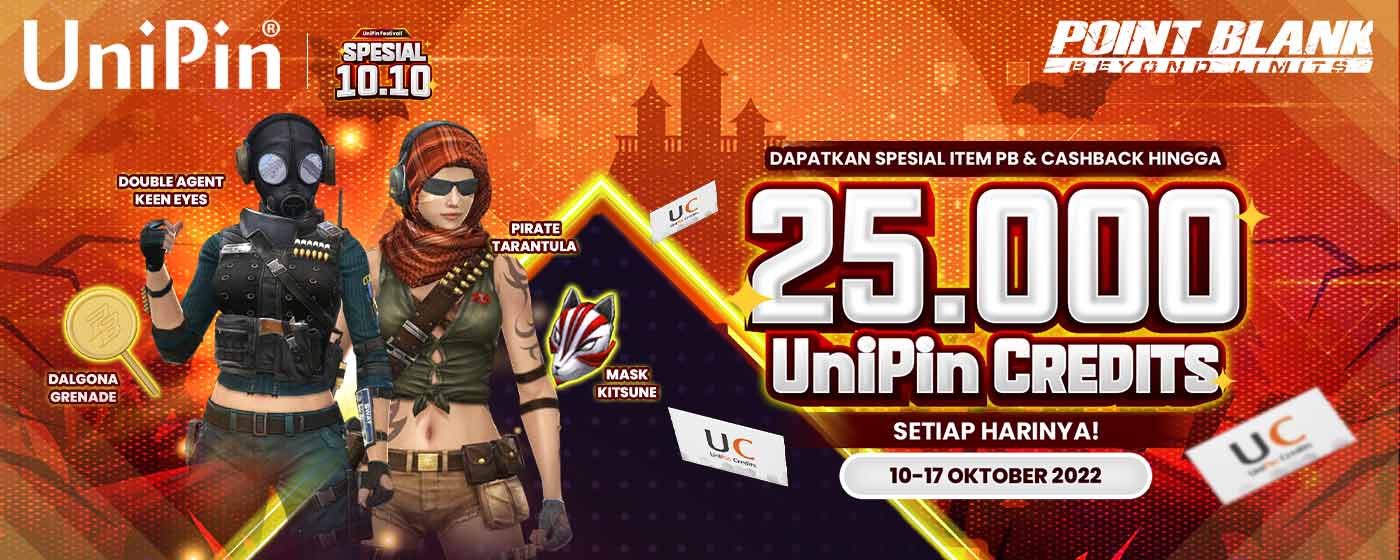 UniPin®
UniPin Festival!
SPESIAL
10.10
POINT BLANK
BEYOND LIMITS
DAPATKAN SPESIAL ITEM PB & CASHBACK HINGGA
25.000
UniPin CREDITS
SETIAP HARINYA!
10-17 OKTOBER 2022
DOUBLE AGENT
KEEN EYES
PIRATE
TARANTULA
DALGONA
GRENADE
MASK
KITSUNE
UC
UniPin Credits
UC
UniPin Credits
UC
UniPin Credits